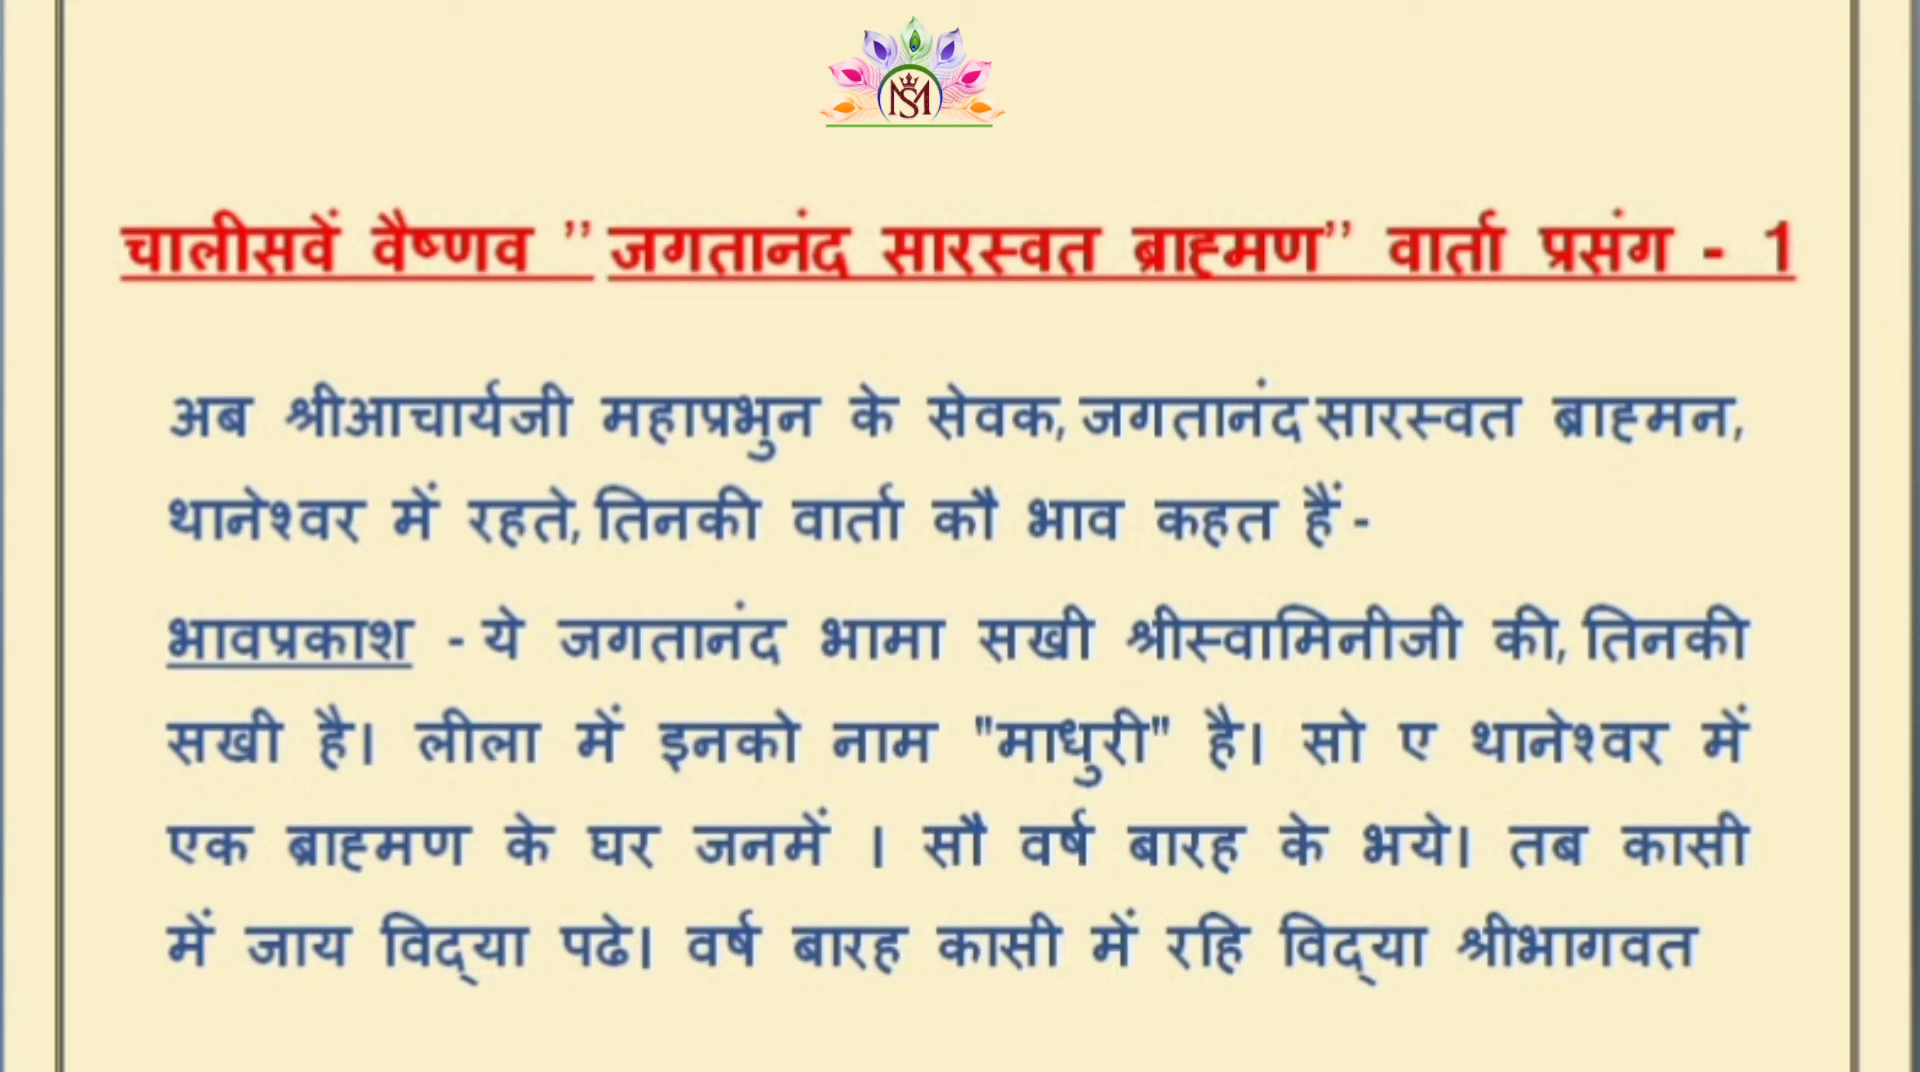 चालीसवें वैष्णव ’’ जगतानंद सारस्वत ब्राह्मण’’ वार्ता प्रसंग - 1
अब श्रीआचार्यजी महाप्रभुन के सेवक, जगतानंद सारस्वत ब्राह्मन,
थानेश्वर में रहते, तिनकी वार्ता कौ भाव कहत हैं -
भावप्रकाश - ये जगतानंद भामा सखी श्रीस्वामिनीजी की, तिनकी
सखी है। लीला में इनको नाम "माधुरी" है। सो ए थानेश्वर में
एक ब्राह्मण के घर जनमें । सौ वर्ष बारह के भये। तब कासी
में जाय विद्‌या पढे। वर्ष बारह कासी में रहि विद्‌या श्रीभागवत